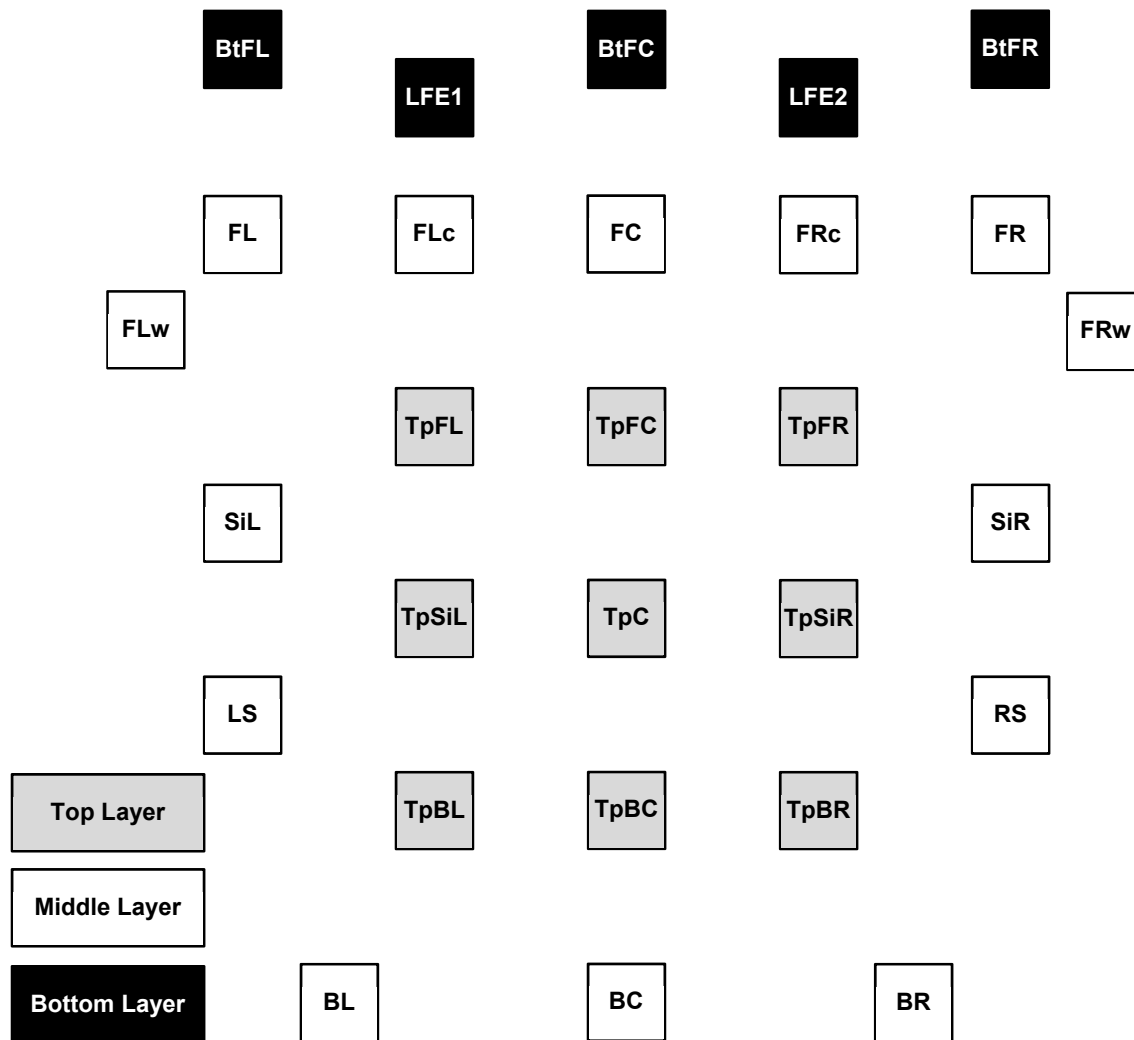 BtFL BtFC BtFR
LFE1 LFE2
FL FLc FC FRc FR
FLw FRw
TpFL TpFC TpFR
SiL SiR
TpSiL TpC TpSiR
LS RS
Top Layer TpBL TpBC TpBR
Middle Layer
Bottom Layer BL BC BR